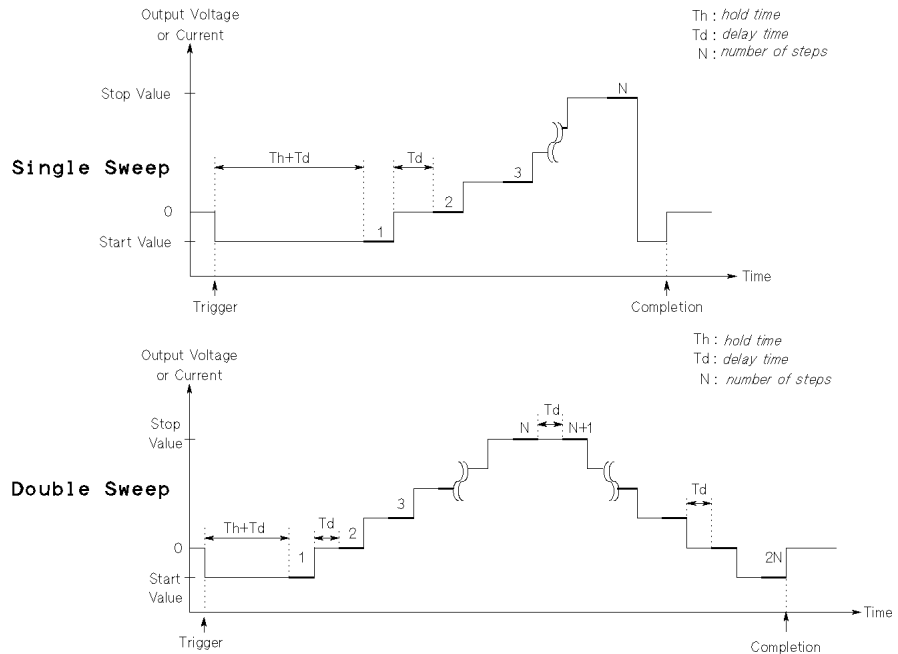 Output Voltage
or Current
Th : hold time
Td : delay time
N : number of steps
Stop Value
N
Single Sweep
Th+Td
Td
3
2
0
1
Start Value
Time
Trigger
Completion
Th : hold time
Td : delay time
N : number of steps
Output Voltage
or Current
Td
Stop
Value
N
N+1
Double Sweep
Td
3
Th+Td
Td
2
0
1
2N
Start
Value
Time
Trigger
Completion